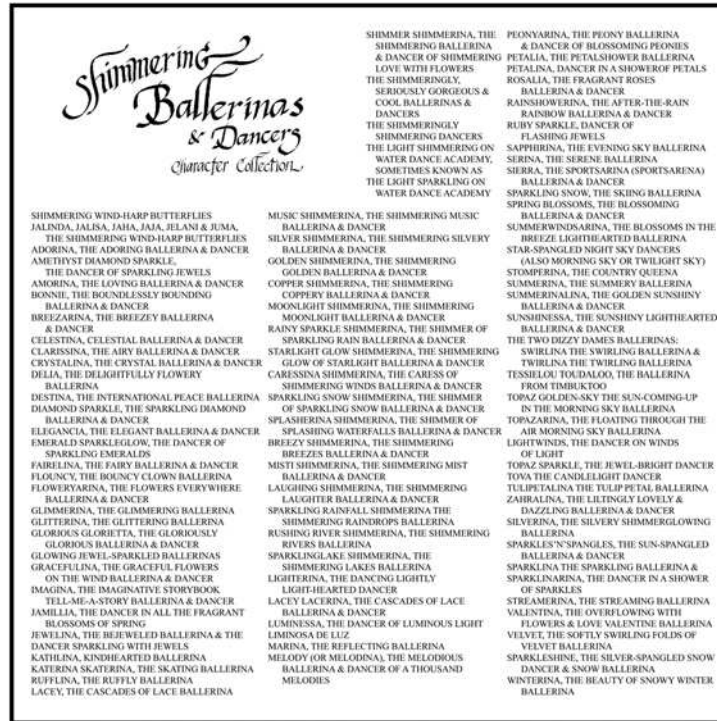 Shimmering
Ballerinas
& Dancers
Character Collection
SHIMMERING WIND-HARP BUTTERFLIES
JALINDA, JALISA, JAHA, JAJA, JELANI & JUMA,
THE SHIMMERING WIND-HARP BUTTERFLIES
ADORINA, THE ADORING BALLERINA & DANCER
AMETHYST DIAMOND SPARKLE,
THE DANCER OF SPARKLING JEWELS
AMORINA, THE LOVING BALLERINA & DANCER
BONNIE, THE BOUNDLESSLY BOUNDING
BALLERINA & DANCER
BREEZARINA, THE BREEZEY BALLERINA
& DANCER
CELESTINA, CELESTIAL BALLERINA & DANCER
CLARISSINA, THE AIRY BALLERINA & DANCER
CRYSTALINA, THE CRYSTAL BALLERINA & DANCER
DELIA, THE DELIGHTFULLY FLOWERY
BALLERINA
DESTINA, THE INTERNATIONAL PEACE BALLERINA
DIAMOND SPARKLE, THE SPARKLING DIAMOND
BALLERINA & DANCER
ELEGANCIA, THE ELEGANT BALLERINA & DANCER
EMERALD SPARKLEGLOW, THE DANCER OF
SPARKLING EMERALDS
FAIRELINA, THE FAIRY BALLERINA & DANCER
FLOUNCY, THE BOUNCY CLOWN BALLERINA
FLOWERYARINA, THE FLOWERS EVERYWHERE
BALLERINA & DANCER
GLIMMERINA, THE GLIMMERING BALLERINA
GLITTERINA, THE GLITTERING BALLERINA
GLORIOUS GLORIETTA, THE GLORIOUSLY
GLORIOUS BALLERINA & DANCER
GLOWING JEWEL-SPARKLED BALLERINAS
GRACEFULINA, THE GRACEFUL FLOWERS
ON THE WIND BALLERINA & DANCER
IMAGINA, THE IMAGINATIVE STORYBOOK
TELL-ME-A-STORY BALLERINA & DANCER
JAMILLIA, THE DANCER IN ALL THE FRAGRANT
BLOSSOMS OF SPRING
JEWELINA, THE BEJEWELED BALLERINA & THE
DANCER SPARKLING WITH JEWELS
KATHLINA, KINDHEARTED BALLERINA
KATERINA SKATERINA, THE SKATING BALLERINA
RUFFLINA, THE RUFFLY BALLERINA
LACEY, THE CASCADES OF LACE BALLERINA
SHIMMER SHIMMERINA, THE
SHIMMERING BALLERINA
& DANCER OF SHIMMERING
LOVE WITH FLOWERS
THE SHIMMERINGLY,
SERIOUSLY GORGEOUS &
COOL BALLERINAS &
DANCERS
THE SHIMMERINGLY
SHIMMERING DANCERS
THE LIGHT SHIMMERING ON
WATER DANCE ACADEMY,
SOMETIMES KNOWN AS
THE LIGHT SPARKLING ON
WATER DANCE ACADEMY
MUSIC SHIMMERINA, THE SHIMMERING MUSIC
BALLERINA & DANCER
SILVER SHIMMERINA, THE SHIMMERING SILVERY
BALLERINA & DANCER
GOLDEN SHIMMERINA, THE SHIMMERING
GOLDEN BALLERINA & DANCER
COPPER SHIMMERINA, THE SHIMMERING
COPPERY BALLERINA & DANCER
MOONLIGHT SHIMMERINA, THE SHIMMERING
MOONLIGHT BALLERINA & DANCER
RAINY SPARKLE SHIMMERINA, THE SHIMMER OF
SPARKLING RAIN BALLERINA & DANCER
STARLIGHT GLOW SHIMMERINA, THE SHIMMERING
GLOW OF STARLIGHT BALLERINA & DANCER
CARESSINA SHIMMERINA, THE CARESS OF
SHIMMERING WINDS BALLERINA & DANCER
SPARKLING SNOW SHIMMERINA, THE SHIMMER
OF SPARKLING SNOW BALLERINA & DANCER
SPLASHERINA SHIMMERINA, THE SHIMMER OF
SPLASHING WATERFALLS BALLERINA & DANCER
BREEZY SHIMMERINA, THE SHIMMERING
BREEZES BALLERINA & DANCER
MISTI SHIMMERINA, THE SHIMMERING MIST
BALLERINA & DANCER
LAUGHING SHIMMERINA, THE SHIMMERING
LAUGHTER BALLERINA & DANCER
SPARKLING RAINFALL SHIMMERINA THE
SHIMMERING RAINDROPS BALLERINA
RUSHING RIVER SHIMMERINA, THE SHIMMERING
RIVERS BALLERINA
SPARKLINGLAKE SHIMMERINA, THE
SHIMMERING LAKES BALLERINA
LIGHTERINA, THE DANCING LIGHTLY
LIGHT-HEARTED DANCER
LACEY LACERINA, THE CASCADES OF LACE
BALLERINA & DANCER
LUMINESSA, THE DANCER OF LUMINOUS LIGHT
LIMINOSA DE LUZ
MARINA, THE REFLECTING BALLERINA
MELODY (OR MELODINA), THE MELODIOUS
BALLERINA & DANCER OF A THOUSAND
MELODIES
PEONYARINA, THE PEONY BALLERINA
& DANCER OF BLOSSOMING PEONIES
PETALIA, THE PETALSHOWER BALLERINA
PETALINA, DANCER IN A SHOWEROF PETALS
ROSALIA, THE FRAGRANT ROSES
BALLERINA & DANCER
RAINSHOWERINA, THE AFTER-THE-RAIN
RAINBOW BALLERINA & DANCER
RUBY SPARKLE, DANCER OF
FLASHING JEWELS
SAPPHIRINA, THE EVENING SKY BALLERINA
SERINA, THE SERENE BALLERINA
SIERRA, THE SPORTSARINA (SPORTSARENA)
BALLERINA & DANCER
SPARKLING SNOW, THE SKIING BALLERINA
SPRING BLOSSOMS, THE BLOSSOMING
BALLERINA & DANCER
SUMMERWINDSARINA, THE BLOSSOMS IN THE
BREEZE LIGHTHEARTED BALLERINA
STAR-SPANGLED NIGHT SKY DANCERS
(ALSO MORNING SKY OR TWILIGHT SKY)
STOMPERINA, THE COUNTRY QUEENA
SUMMERINA, THE SUMMERY BALLERINA
SUMMERINALINA, THE GOLDEN SUNSHINY
BALLERINA & DANCER
SUNSHINESSA, THE SUNSHINY LIGHTHEARTED
BALLERINA & DANCER
THE TWO DIZZY DAMES BALLERINAS:
SWIRLINA THE SWIRLING BALLERINA &
TWIRLINA THE TWIRLING BALLERINA
TESSIELOU TOUDALOO, THE BALLERINA
FROM TIMBUKTOO
TOPAZ GOLDEN-SKY THE SUN-COMING-UP
IN THE MORNING SKY BALLERINA
TOPAZARINA, THE FLOATING THROUGH THE
AIR MORNING SKY BALLERINA
LIGHTWINDS, THE DANCER ON WINDS
OF LIGHT
TOPAZ SPARKLE, THE JEWEL-BRIGHT DANCER
TOVA THE CANDLELIGHT DANCER
TULIPETALINA THE TULIP PETAL BALLERINA
ZAHRALINA, THE LILTINGLY LOVELY &
DAZZLING BALLERINA & DANCER
SILVERINA, THE SILVERY SHIMMERGLOWING
BALLERINA
SPARKLES'N'SPANGLES, THE SUN-SPANGLED
BALLERINA & DANCER
SPARKLINA THE SPARKLING BALLERINA &
SPARKLINARINA, THE DANCER IN A SHOWER
OF SPARKLES
STREAMERINA, THE STREAMING BALLERINA
VALENTINA, THE OVERFLOWING WITH
FLOWERS & LOVE VALENTINE BALLERINA
VELVET, THE SOFTLY SWIRLING FOLDS OF
VELVET BALLERINA
SPARKLESHINE, THE SILVER-SPANGLED SNOW
DANCER & SNOW BALLERINA
WINTERINA, THE BEAUTY OF SNOWY WINTER
BALLERINA